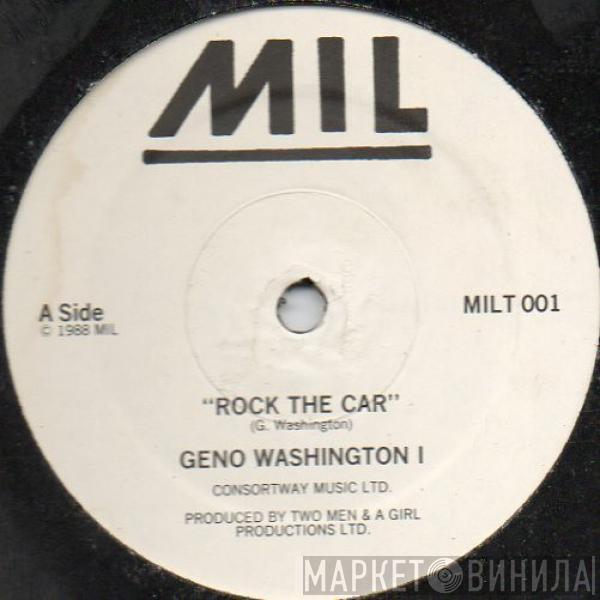 MIL
A Side
© 1988 MIL
MILT 001
"ROCK THE CAR"
(G. Washington)
GENO WASHINGTON I
CONSORTWAY MUSIC LTD.
PRODUCED BY TWO MEN & A GIRL
PRODUCTIONS LTD.
МАРКЕТ ВИНИЛА